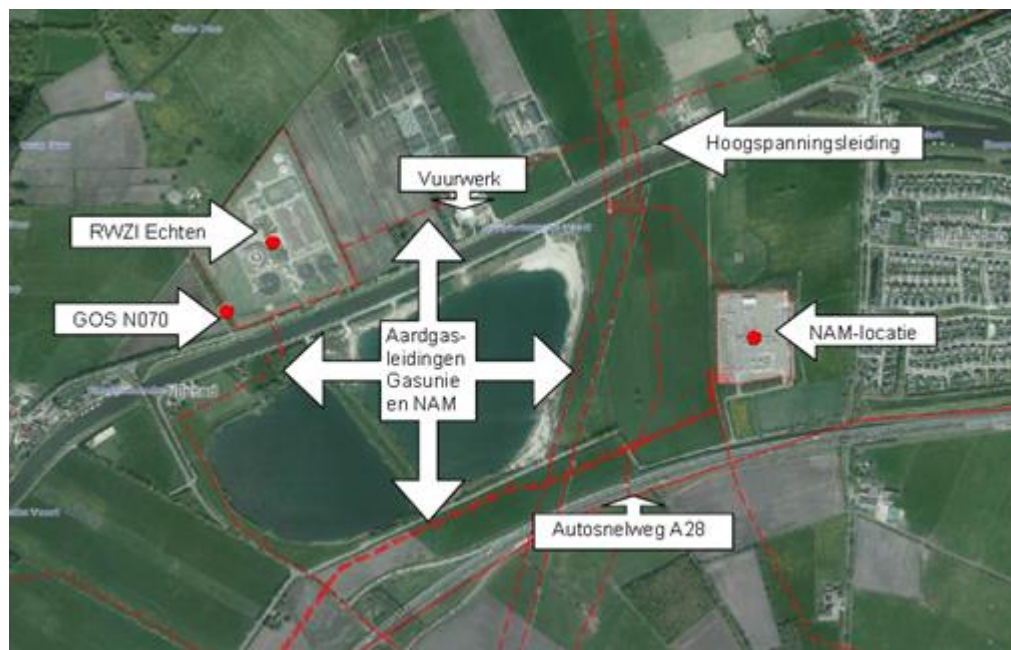 Hoogspanningsleiding
Vuurwerk
RWZI Echten
GOS N070
Aardgas-
leidingen
Gasunie
en NAM
NAM-locatie
Autosnelweg A28